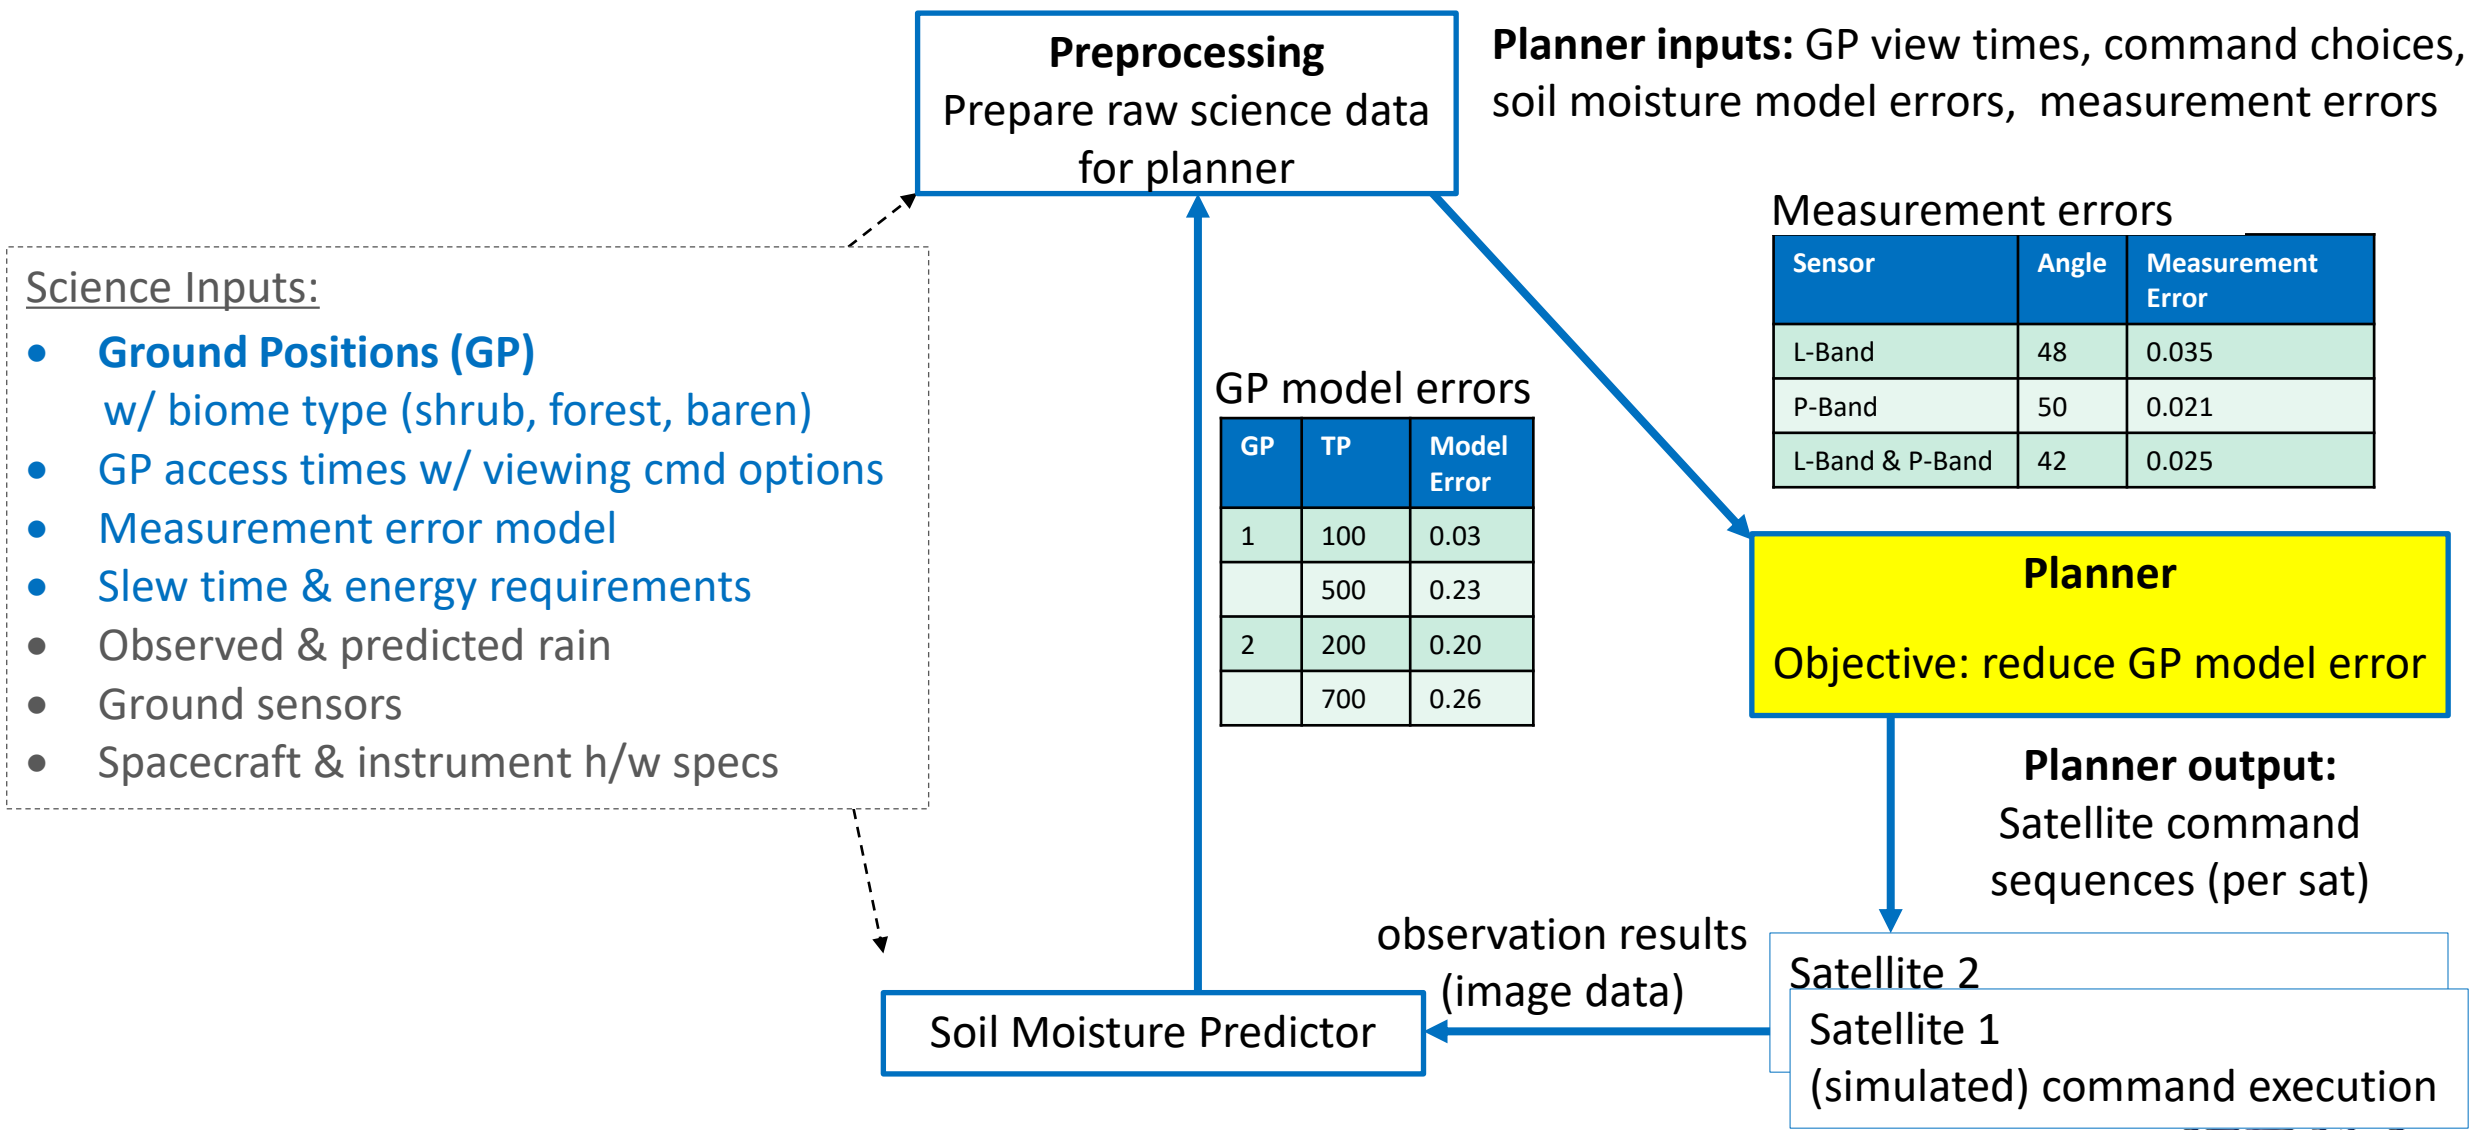 Preprocessing
Prepare raw science data
for planner
Planner inputs: GP view times, command choices,
soil moisture model errors, measurement errors
Measurement errors
Sensor Angle Measurement
Error
L-Band 48 0.035
P-Band 50 0.021
L-Band & P-Band 42 0.025
Science Inputs:
• Ground Positions (GP)
w/ biome type (shrub, forest, baren)
• GP access times w/ viewing cmd options
• Measurement error model
• Slew time & energy requirements
• Observed & predicted rain
• Ground sensors
• Spacecraft & instrument h/w specs
GP model errors
GP TP Model
Error
1 100 0.03
500 0.23
2 200 0.20
700 0.26
Planner
Objective: reduce GP model error
Planner output:
Satellite command
sequences (per sat)
observation results
(image data)
Satellite 2
Satellite 1
(simulated) command execution
Soil Moisture Predictor